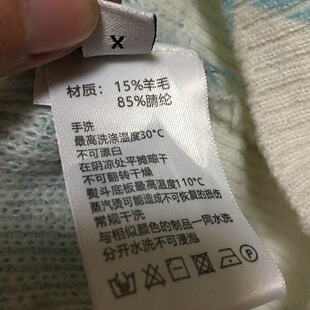 X
材质：15%羊毛
85%腈纶
手洗
最高洗涤温度30°C
不可漂白
在阴凉处平摊晾干
不可翻转干燥
熨斗底板最高温度110°C
蒸汽烫可能造成不可恢复的损伤
常规干洗
与相似颜色的制品一同水洗
分开水洗不可浸泡